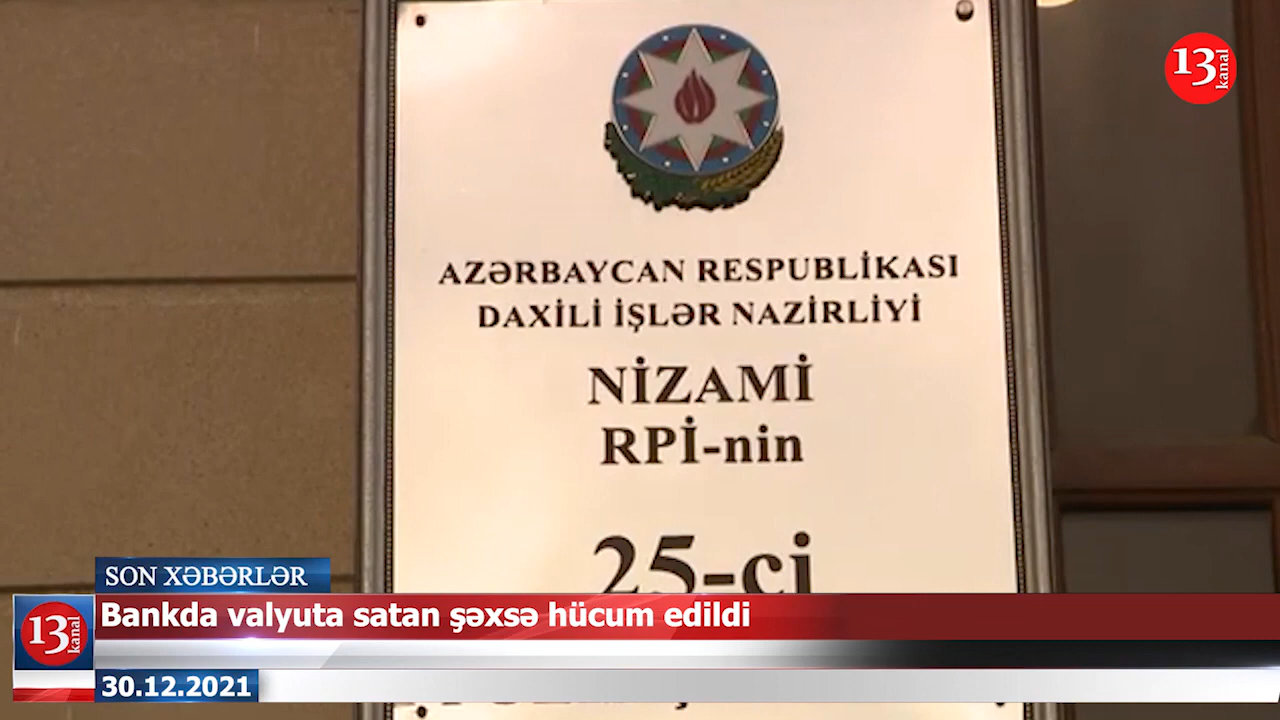 13 kanal
AZƏRBAYCAN RESPUBLİKASI
DAXİLİ İŞLƏR NAZİRLİYİ
NİZAMİ
RPİ-nin
25-ci
SON XƏBƏRLƏR
13 kanal
Bankda valyuta satan şəxsə hücum edildi
30.12.2021